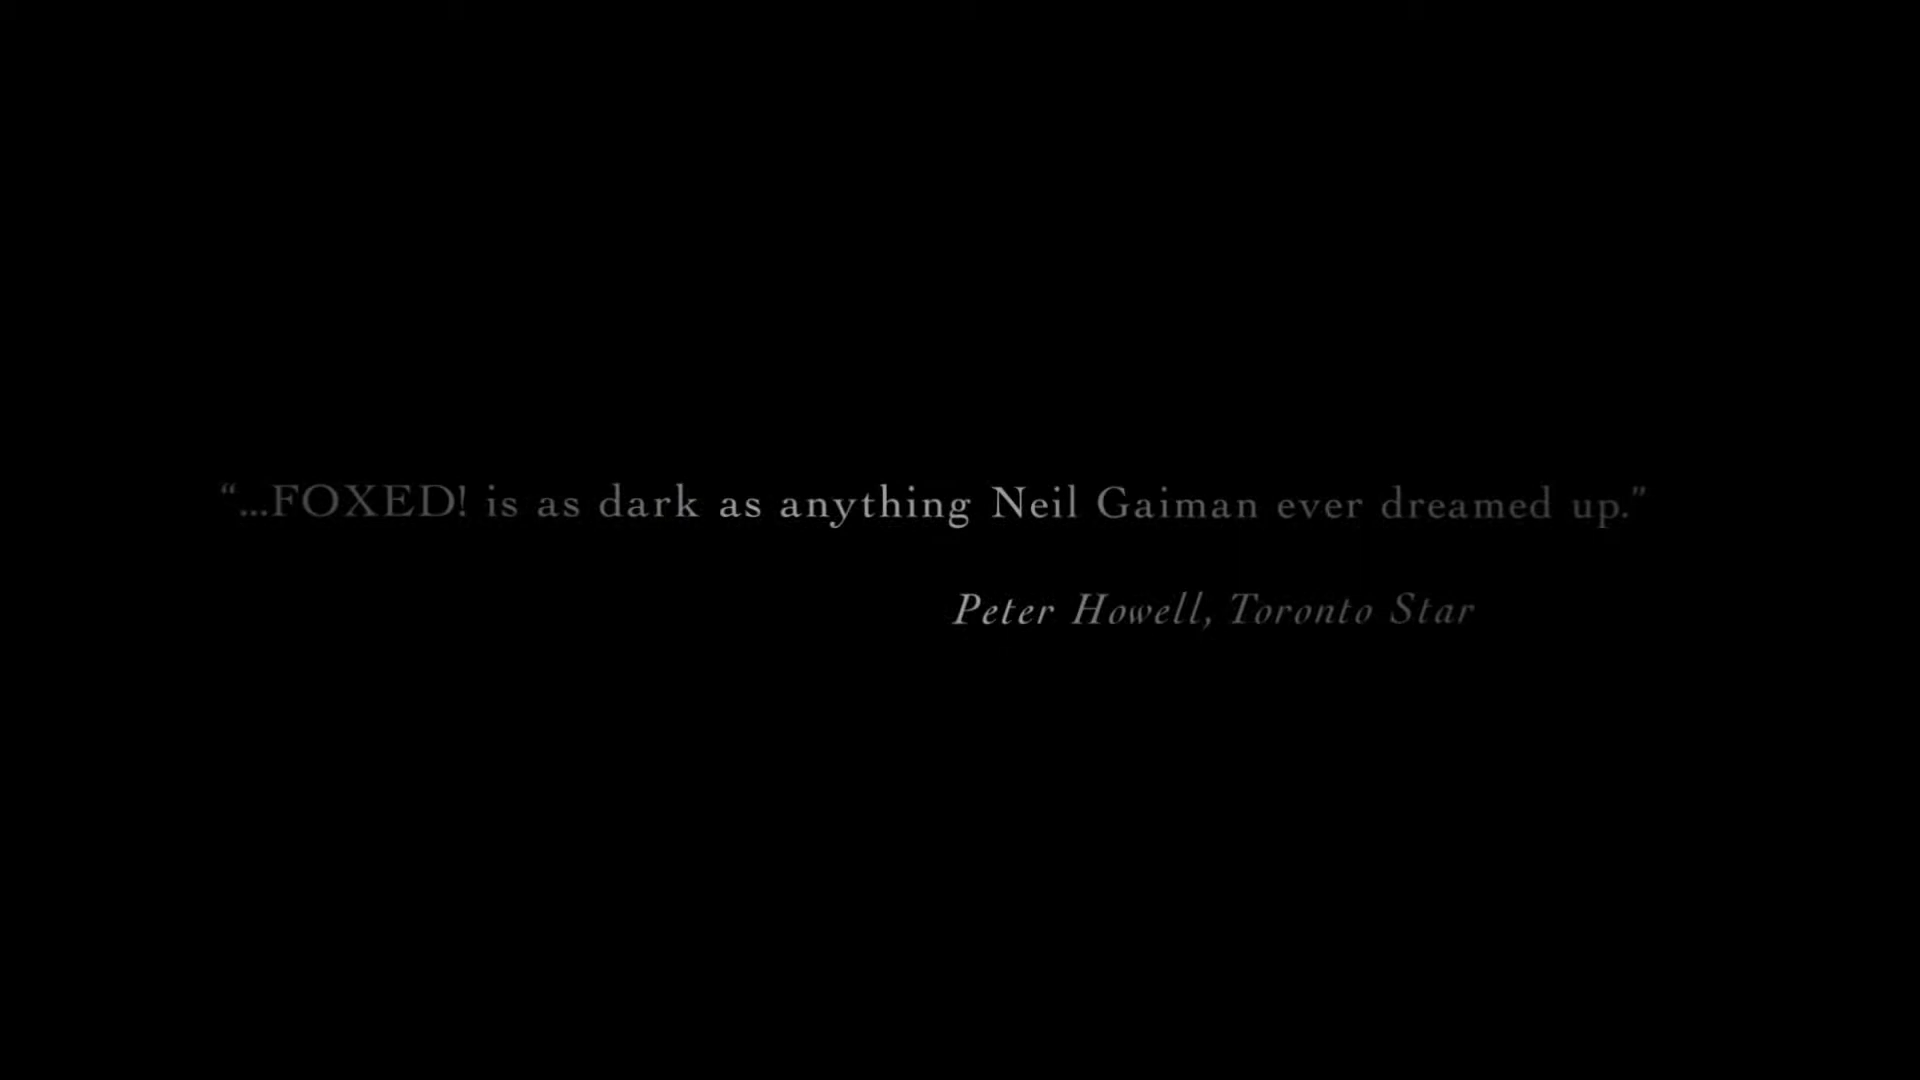 “...FOXED! is as dark as anything Neil Gaiman ever dreamed up.”
Peter Howell, Toronto Star